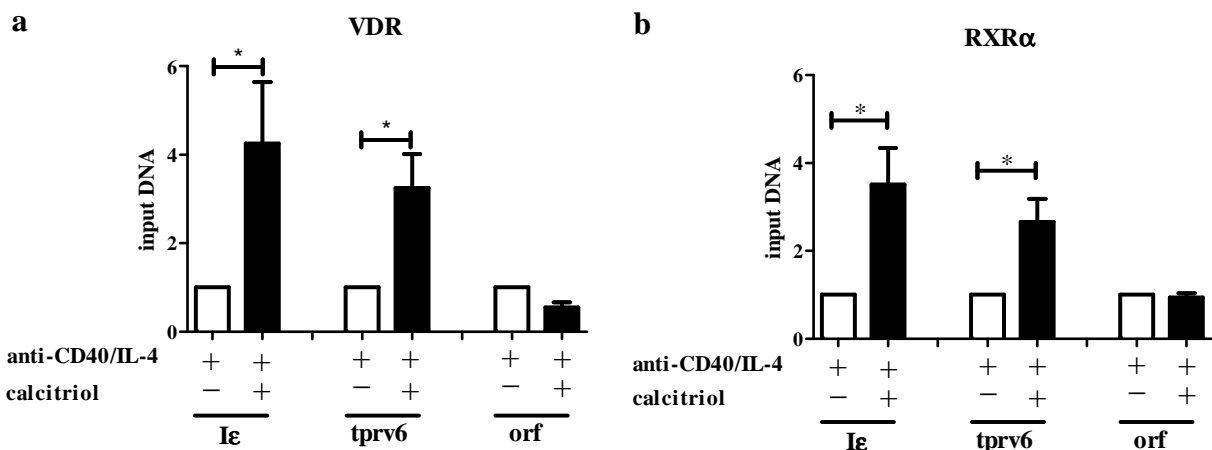 a
VDR
*
*
input DNA
6
4
2
0
anti-CD40/IL-4 + + + + + +
calcitriol − + − + − +
Iε tprv6 orf
b
RXRα
*
*
input DNA
6
4
2
0
anti-CD40/IL-4 + + + + + +
calcitriol − + − + − +
Iε tprv6 orf